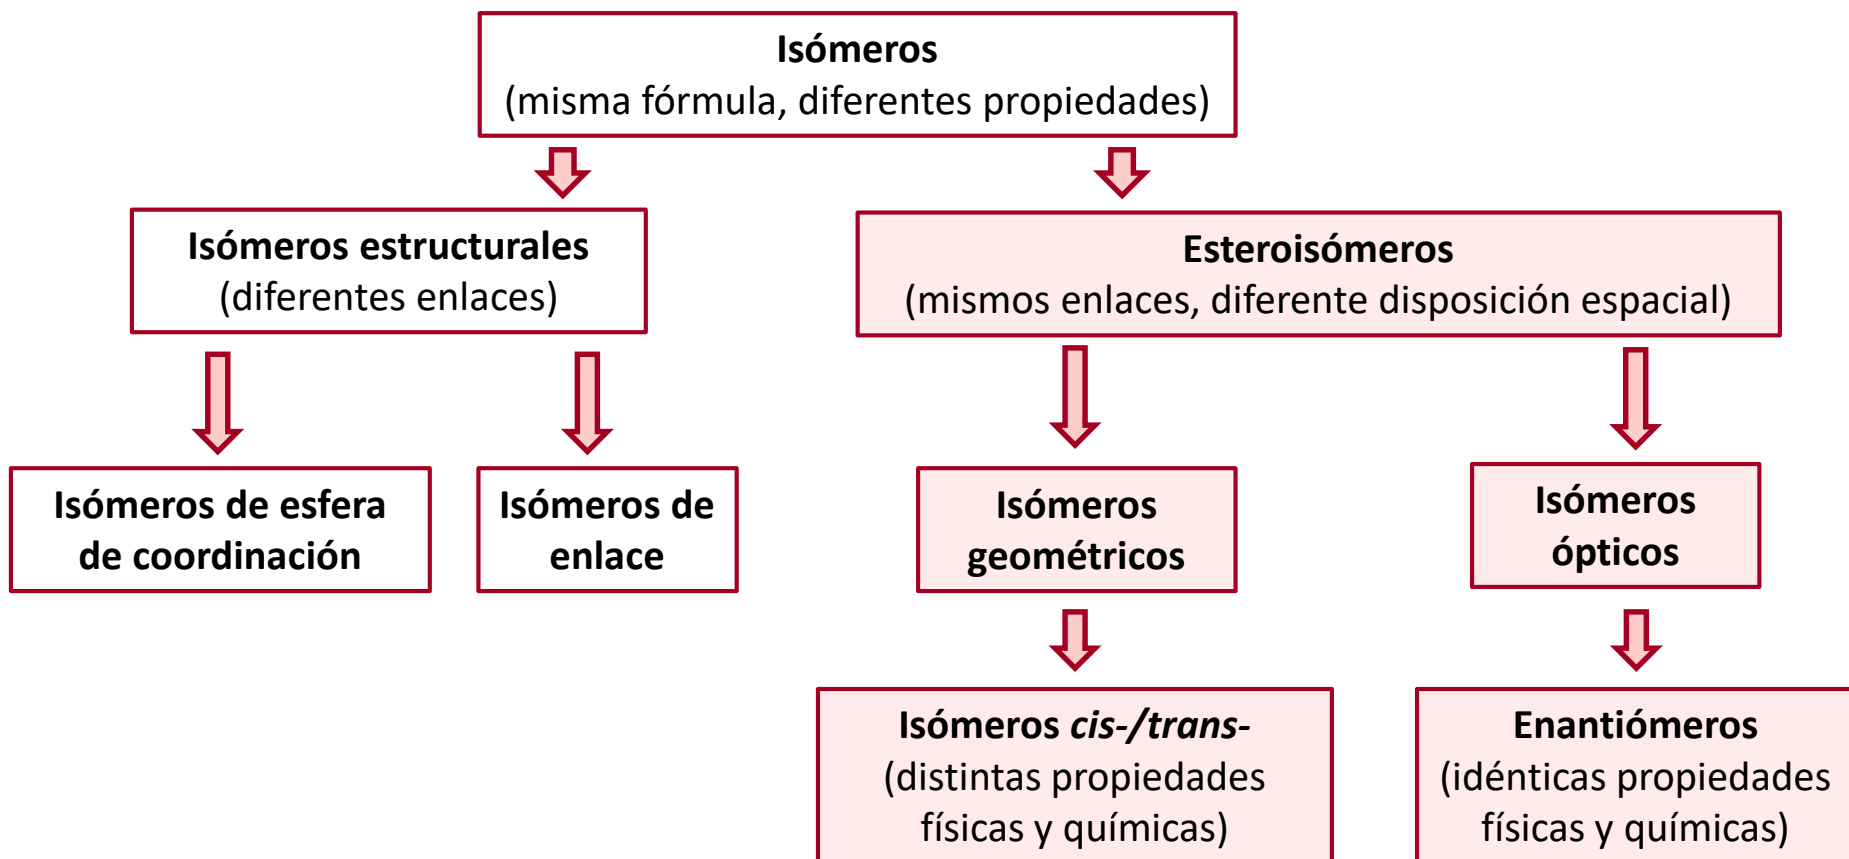 Isómeros
(misma fórmula, diferentes propiedades)
Isómeros estructurales
(diferentes enlaces)
Esteroisómeros
(mismos enlaces, diferente disposición espacial)
Isómeros de esfera
de coordinación
Isómeros de
enlace
Isómeros
geométricos
Isómeros
ópticos
Isómeros cis-/trans-
(distintas propiedades
físicas y químicas)
Enantiómeros
(idénticas propiedades
físicas y químicas)